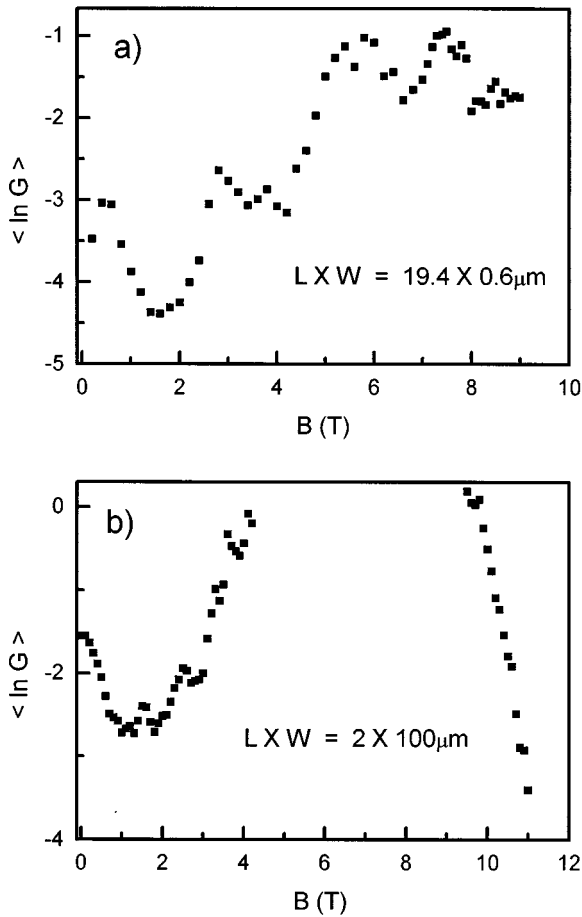 a)
-1
-2
-3
-4
-5
< ln G >
L X W = 19.4 X 0.6μm
0 2 4 6 8 10
B (T)
b)
0
-2
-4
< ln G >
L X W = 2 X 100μm
0 2 4 6 8 10 12
B (T)